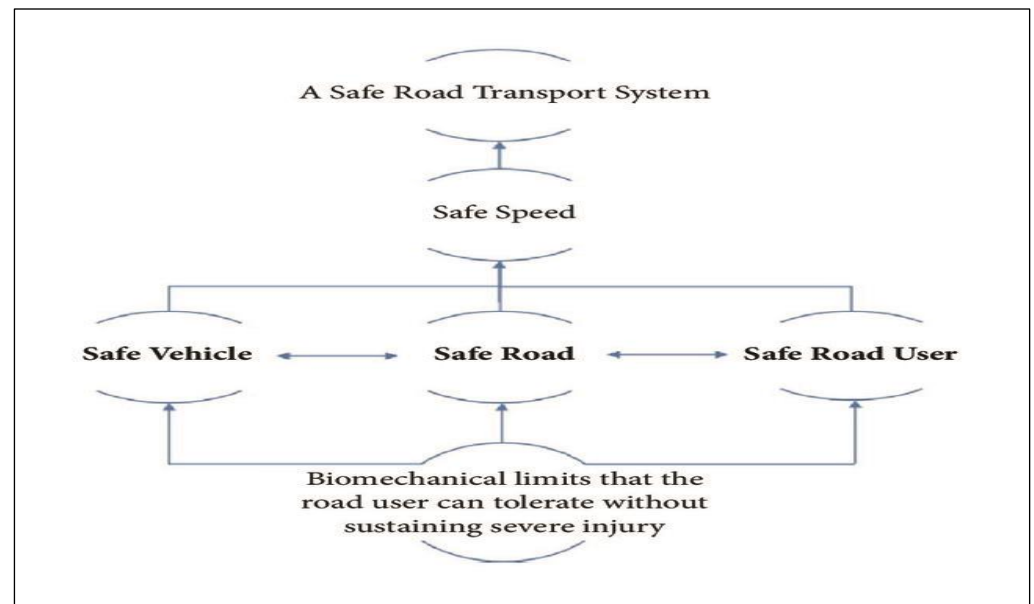 A Safe Road Transport System
Safe Speed
Safe Vehicle
Safe Road
Safe Road User
Biomechanical limits that the
road user can tolerate without
sustaining severe injury